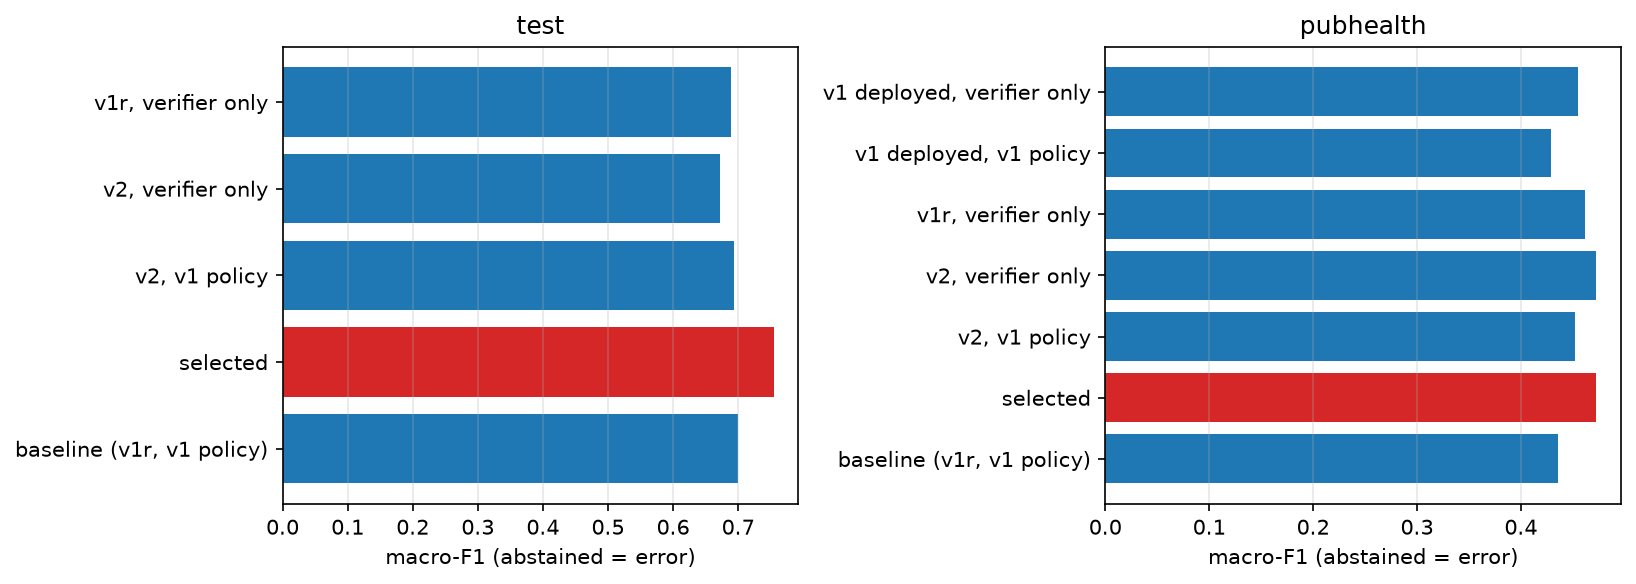 test
v1r, verifier only
v2, verifier only
v2, v1 policy
selected
baseline (v1r, v1 policy)
0.0 0.1 0.2 0.3 0.4 0.5 0.6 0.7
macro-F1 (abstained = error)
pubhealth
v1 deployed, verifier only
v1 deployed, v1 policy
v1r, verifier only
v2, verifier only
v2, v1 policy
selected
baseline (v1r, v1 policy)
0.0 0.1 0.2 0.3 0.4
macro-F1 (abstained = error)